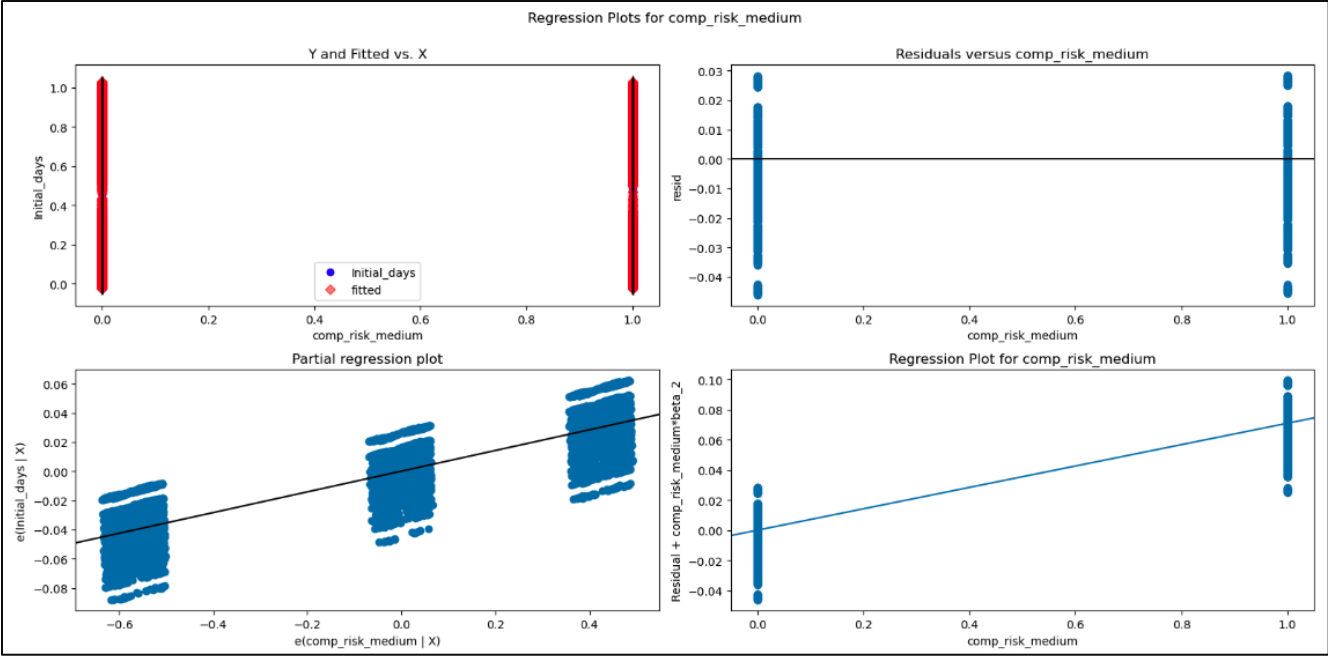 Regression Plots for comp_risk_medium
Y and Fitted vs. X
1.0
0.8
0.6
0.4
0.2
0.0
Initial_days
Initial_days
fitted
0.0 0.2 0.4 0.6 0.8 1.0
comp_risk_medium
Residuals versus comp_risk_medium
0.03
0.02
0.01
0.00
−0.01
−0.02
−0.03
−0.04
resid
0.0 0.2 0.4 0.6 0.8 1.0
comp_risk_medium
Partial regression plot
0.06
0.04
0.02
0.00
−0.02
−0.04
−0.06
−0.08
e(Initial_days | X)
−0.6 −0.4 −0.2 0.0 0.2 0.4
e(comp_risk_medium | X)
Regression Plot for comp_risk_medium
0.10
0.08
0.06
0.04
0.02
0.00
−0.02
−0.04
Residual + comp_risk_medium*beta_2
0.0 0.2 0.4 0.6 0.8 1.0
comp_risk_medium